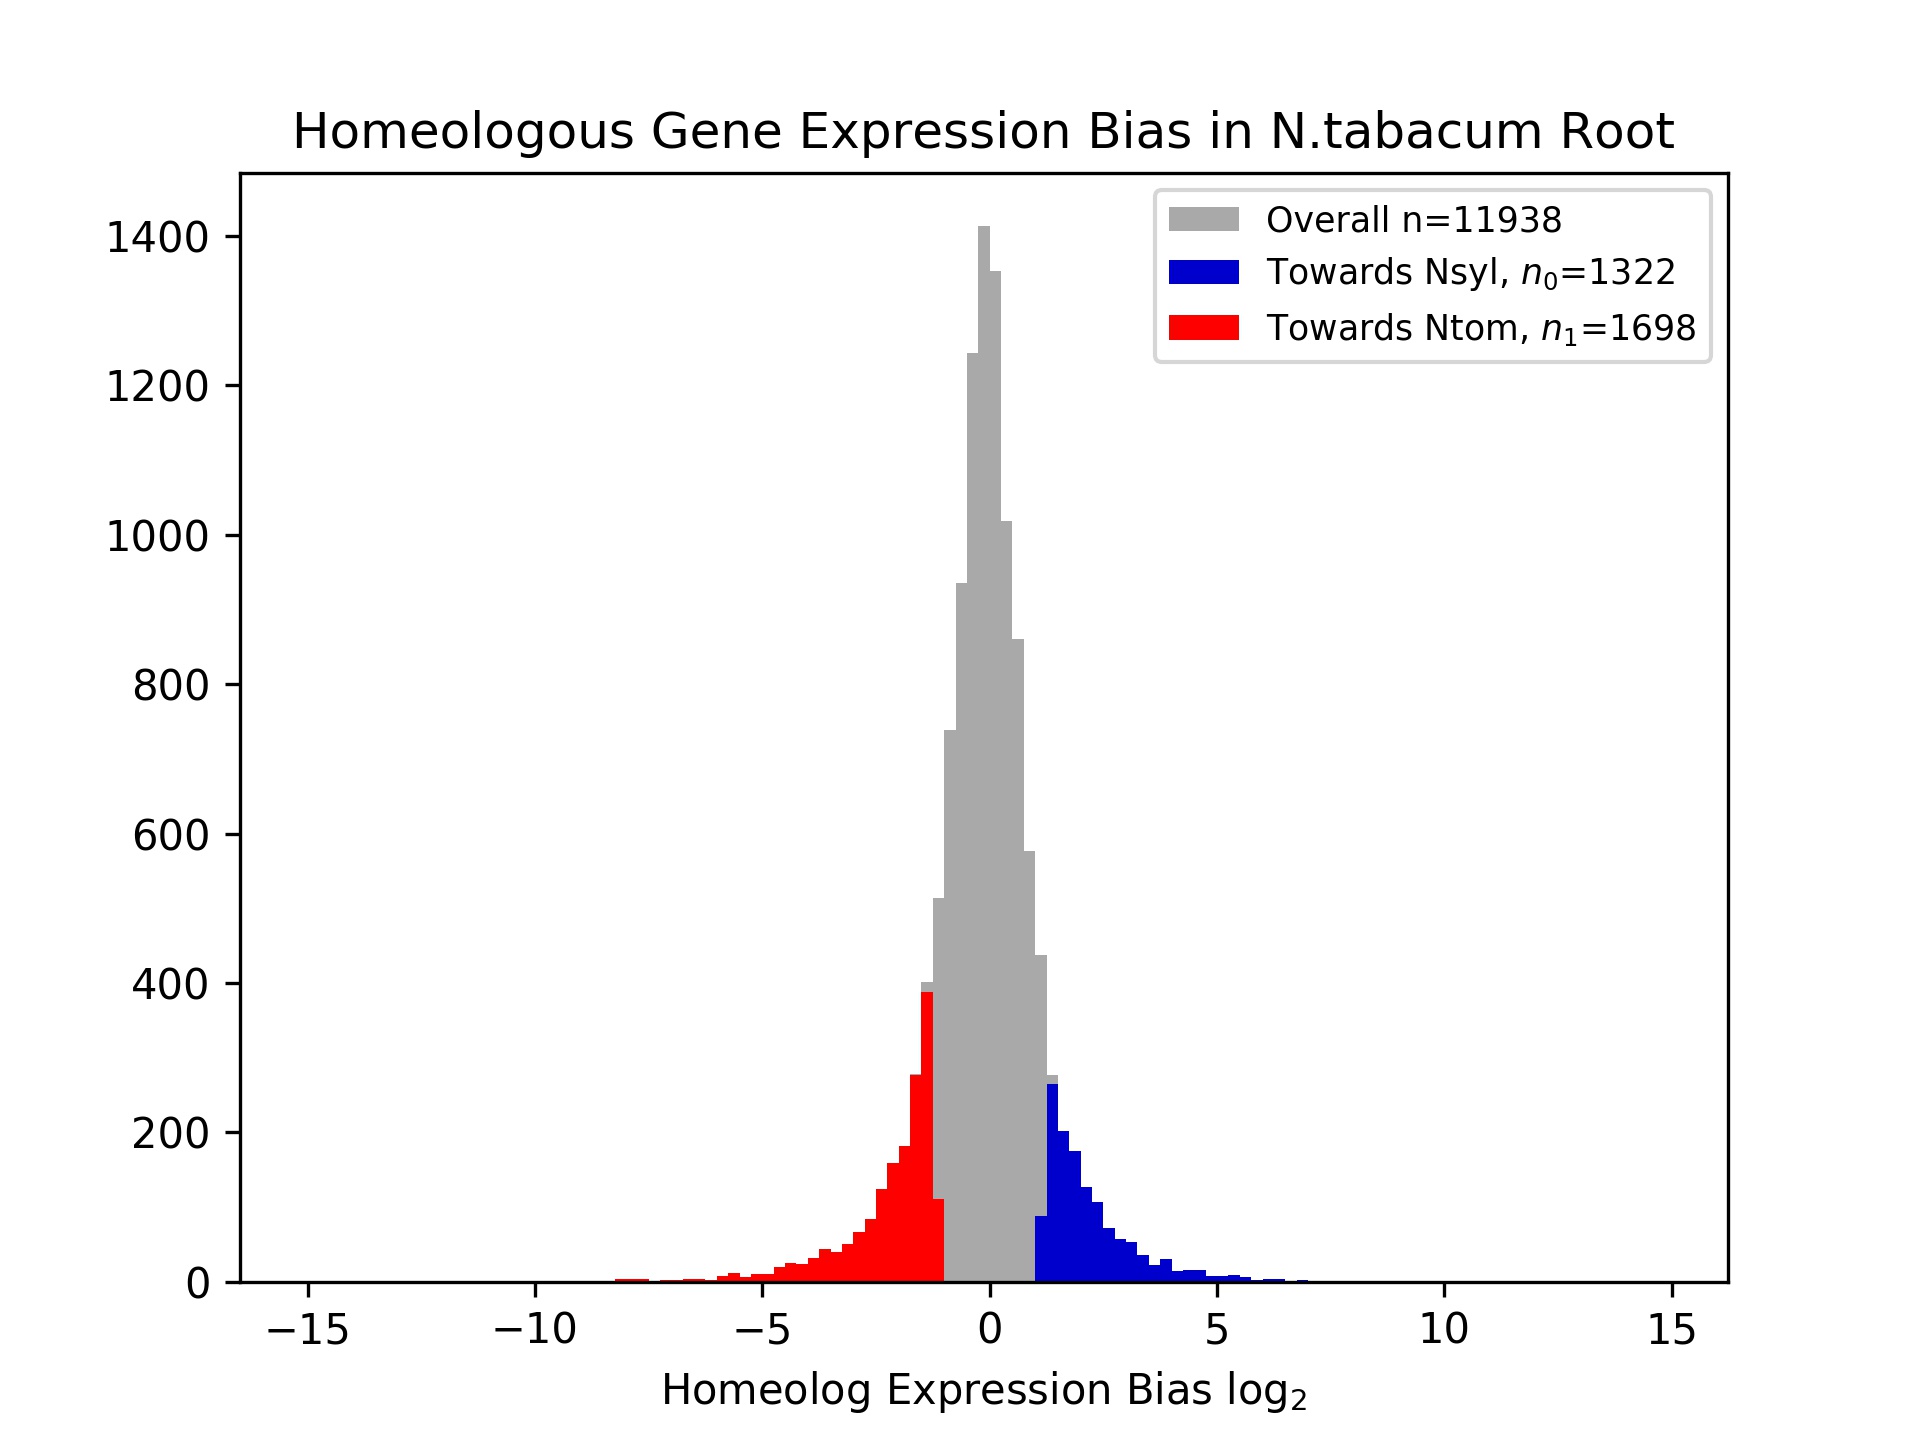 Homeologous Gene Expression Bias in N.tabacum Root
Overall n=11938
Towards Nsyl, n₀=1322
Towards Ntom, n₁=1698
1400
1200
1000
800
600
400
200
0
−15 −10 −5 0 5 10 15
Homeolog Expression Bias log₂